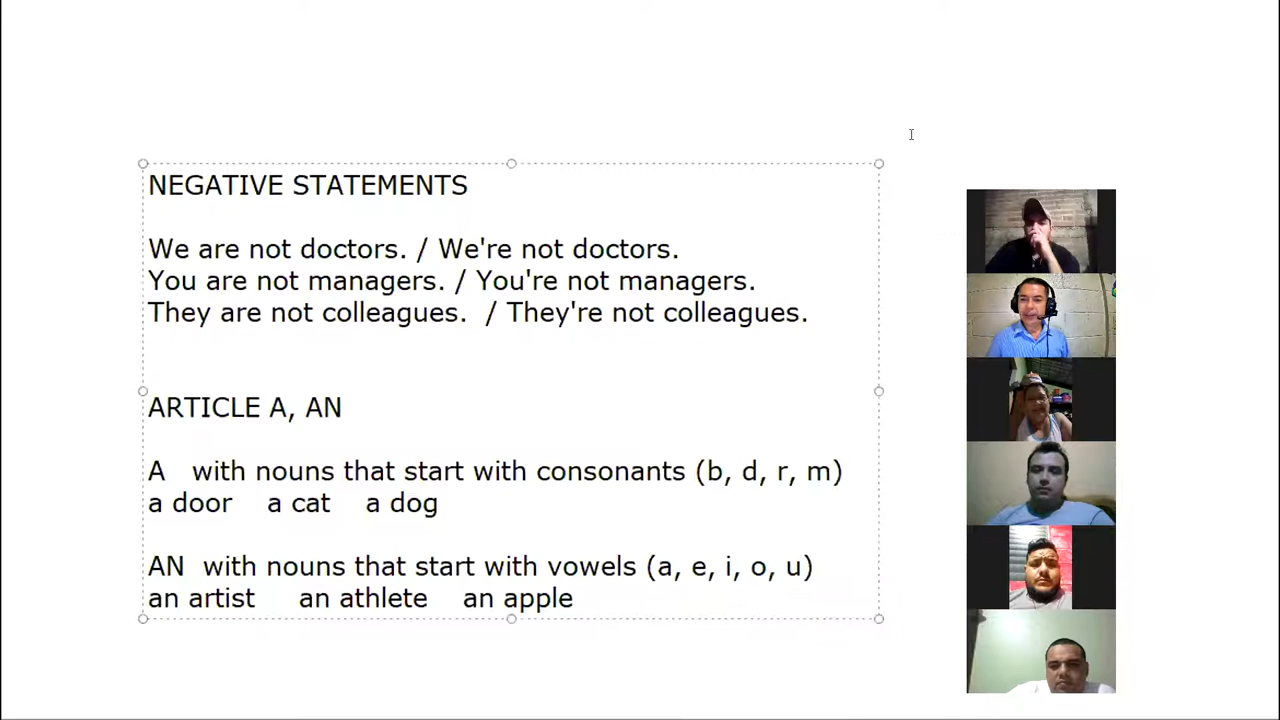 NEGATIVE STATEMENTS
We are not doctors. / We're not doctors.
You are not managers. / You're not managers.
They are not colleagues.  / They're not colleagues.
ARTICLE A, AN
A   with nouns that start with consonants (b, d, r, m)
a door    a cat    a dog
AN  with nouns that start with vowels (a, e, i, o, u)
an artist     an athlete    an apple